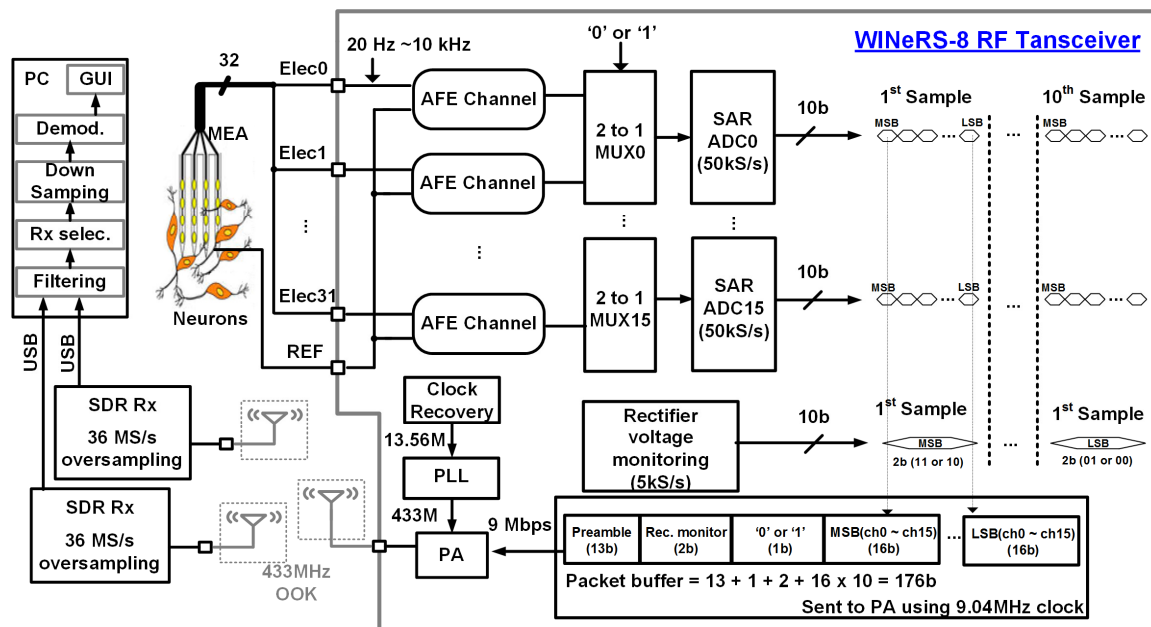 WINeRS-8 RF Tansceiver
PC
GUI
Demod.
Down
Samping
Rx selec.
Filtering
USB
USB
32
MEA
Neurons
Elec0
20 Hz ~10 kHz
Elec1
...
Elec31
REF
AFE Channel
AFE Channel
...
AFE Channel
‘0’ or ‘1’
2 to 1
MUX0
...
2 to 1
MUX15
SAR
ADC0
(50kS/s)
...
SAR
ADC15
(50kS/s)
10b
10b
1st Sample
10th Sample
MSB
LSB
MSB
... ... ...
MSB
LSB
MSB
... ... ...
Rectifier
voltage
monitoring
(5kS/s)
10b
1st Sample
1st Sample
MSB
...
LSB
2b (11 or 10)
2b (01 or 00)
Clock
Recovery
13.56M
PLL
433M
PA
9 Mbps
SDR Rx
36 MS/s
oversampling
SDR Rx
36 MS/s
oversampling
433MHz
OOK
Preamble
(13b)
Rec. monitor
(2b)
‘0’ or ‘1’
(1b)
MSB(ch0 ~ ch15)
(16b)
...
LSB(ch0 ~ ch15)
(16b)
Packet buffer = 13 + 1 + 2 + 16 x 10 = 176b
Sent to PA using 9.04MHz clock